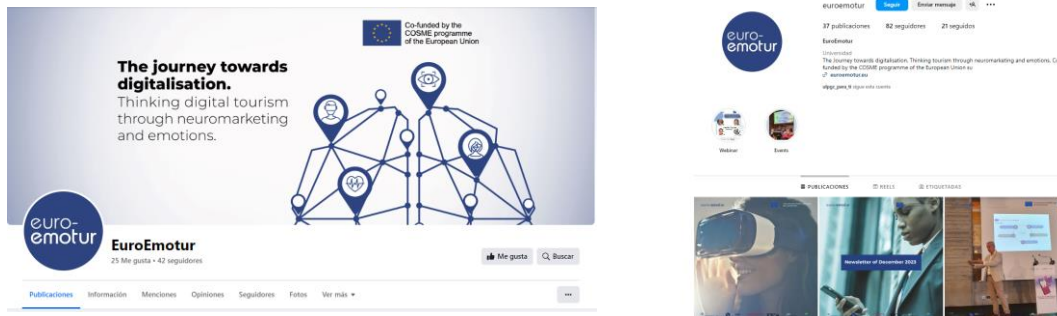 Co-funded by the
COSME programme
of the European Union
The journey towards
digitalisation.
Thinking digital tourism
through neuromarketing
and emotions.
euro-
emotur
EuroEmotur
25 Me gusta • 42 seguidores
Me gusta
Buscar
Publicaciones Información Menciones Opiniones Seguidores Fotos Ver más
euroemotur Seguir Enviar mensaje
37 publicaciones 82 seguidores 21 seguidos
euro-
emotur
EuroEmotur
Universidad
The Journey towards digitalisation. Thinking tourism through neuromarketing and emotions. Co
funded by the COSME programme of the European Union su
euroemotur.eu
sigue esta cuenta
Webinar Events
PUBLICACIONES REELS ETIQUETADAS
Newsletter of December 2023